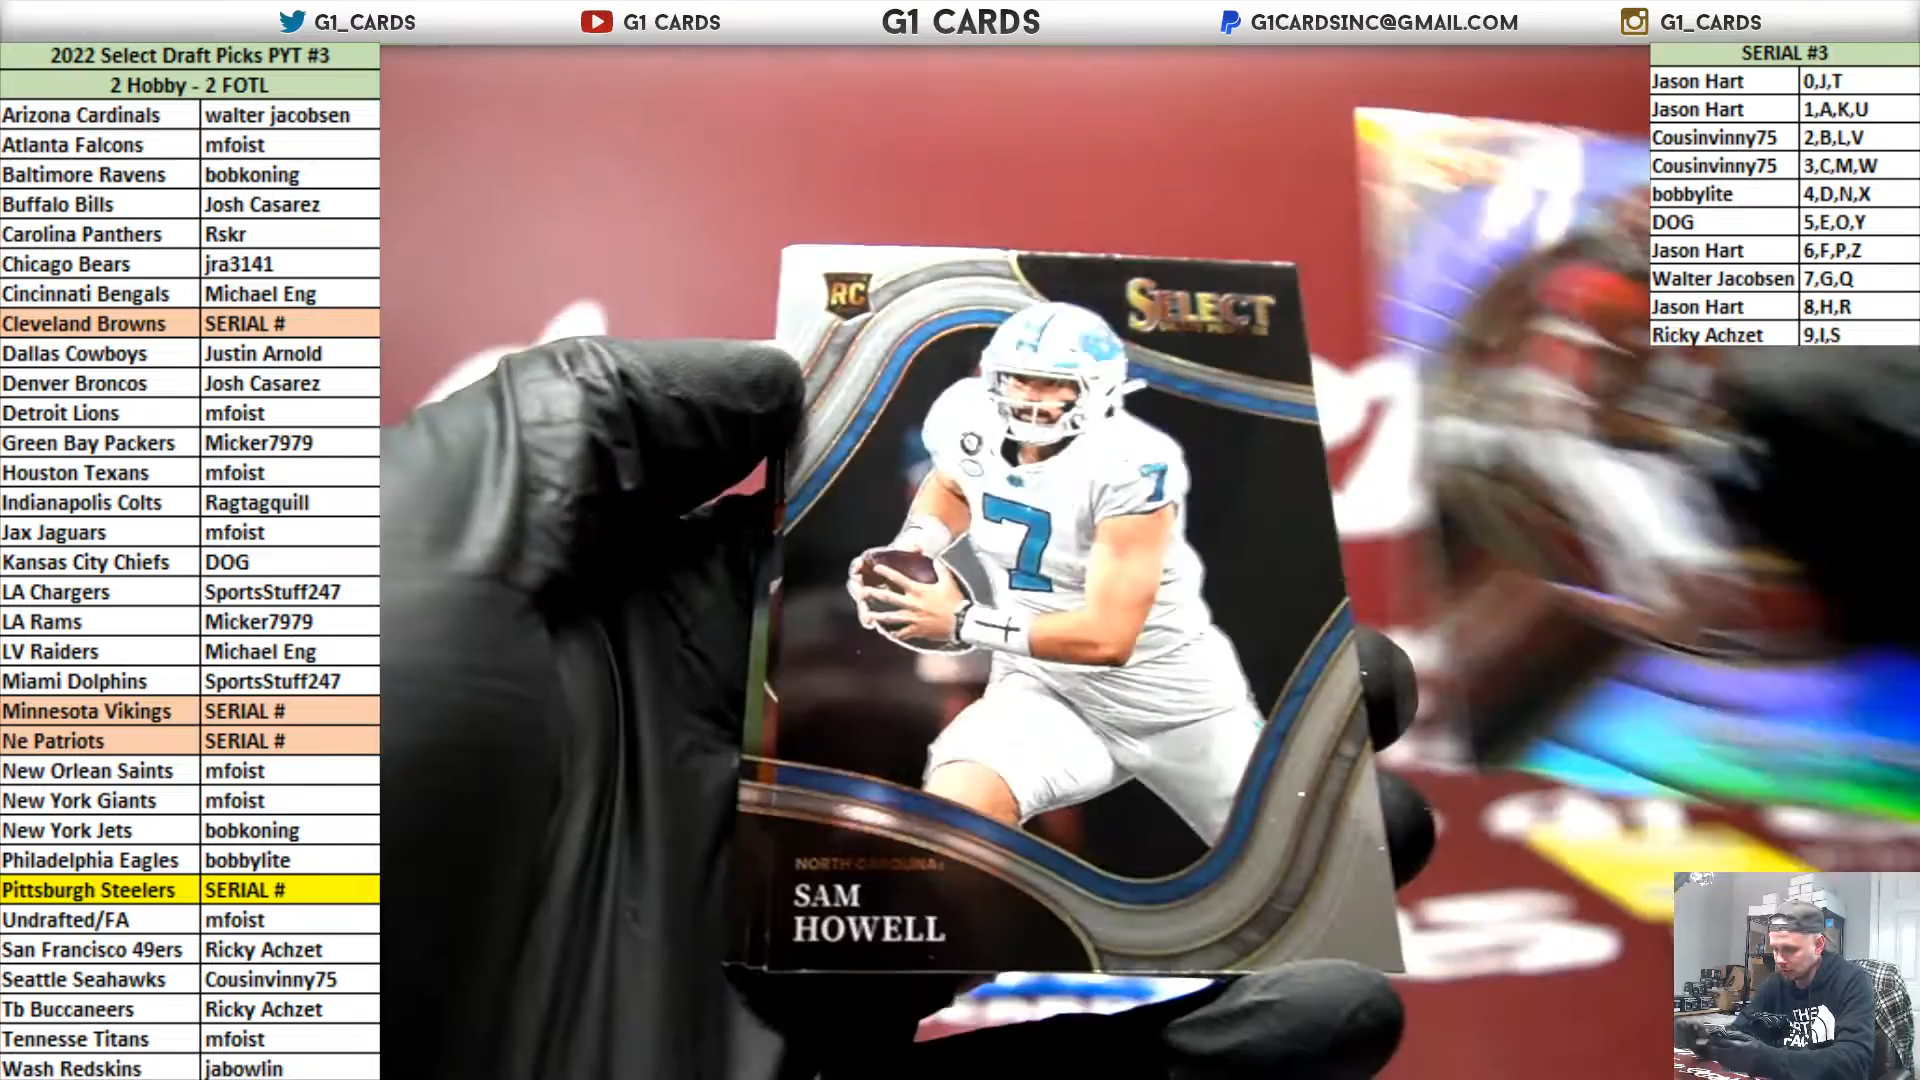 G1_CARDS
G1 CARDS
G1 CARDS
G1CARDSINC@GMAIL.COM
G1_CARDS
2022 Select Draft Picks PYT #3
2 Hobby - 2 FOTL
Arizona Cardinals walter jacobsen
Atlanta Falcons mfoist
Baltimore Ravens bobkoning
Buffalo Bills Josh Casarez
Carolina Panthers Rskr
Chicago Bears jra3141
Cincinnati Bengals Michael Eng
Cleveland Browns SERIAL #
Dallas Cowboys Justin Arnold
Denver Broncos Josh Casarez
Detroit Lions mfoist
Green Bay Packers Micker7979
Houston Texans mfoist
Indianapolis Colts Ragtagquill
Jax Jaguars mfoist
Kansas City Chiefs DOG
LA Chargers SportsStuff247
LA Rams Micker7979
LV Raiders Michael Eng
Miami Dolphins SportsStuff247
Minnesota Vikings SERIAL #
Ne Patriots SERIAL #
New Orlean Saints mfoist
New York Giants mfoist
New York Jets bobkoning
Philadelphia Eagles bobbylite
Pittsburgh Steelers SERIAL #
Undrafted/FA mfoist
San Francisco 49ers Ricky Achzet
Seattle Seahawks Cousinvinny75
Tb Buccaneers Ricky Achzet
Tennesse Titans mfoist
Wash Redskins jabowlin
SERIAL #3
Jason Hart 0,J,T
Jason Hart 1,A,K,U
Cousinvinny75 2,B,L,V
Cousinvinny75 3,C,M,W
bobbylite 4,D,N,X
DOG 5,E,O,Y
Jason Hart 6,F,P,Z
Walter Jacobsen 7,G,Q
Jason Hart 8,H,R
Ricky Achzet 9,I,S
RC
SELECT
7
7
NORTH CAROLINA
SAM
HOWELL
THE